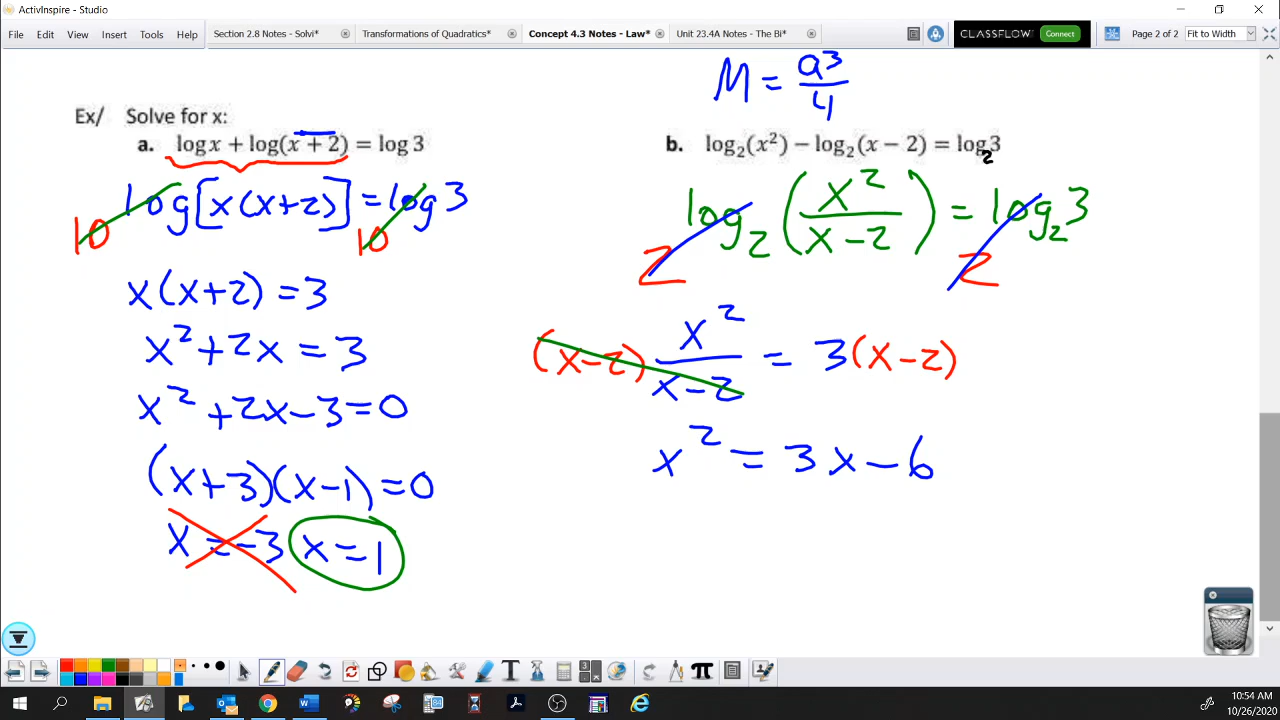 ActivInspire - Studio
File Edit View Insert Tools Help
Section 2.8 Notes - Solvi* Transformations of Quadratics* Concept 4.3 Notes - Law* Unit 23.4A Notes - The Bi*
CLASSFLOW Connect
Page 2 of 2 Fit to Width
M = a³/4
Ex/ Solve for x:
a. log x + log(x + 2) = log 3
log[x(x+2)] = log 3
10 10
x(x+2) = 3
x² + 2x = 3
x² + 2x - 3 = 0
(x+3)(x-1) = 0
x = -3 x = 1
b. log₂(x²) − log₂(x − 2) = log₂3
log₂(x²/(x-2)) = log₂3
2 2
(x-2) x²/(x-2) = 3(x-2)
x² = 3x - 6
10:54 AM
10/26/2020